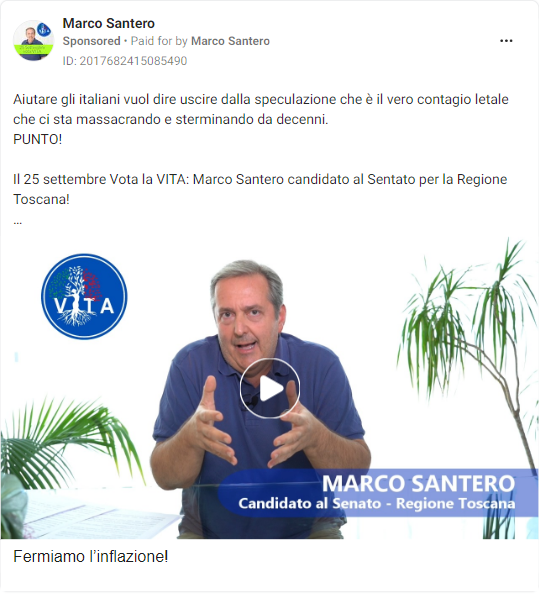 Marco Santero
Sponsored • Paid for by Marco Santero
ID: 2017682415085490
Aiutare gli italiani vuol dire uscire dalla speculazione che è il vero contagio letale
che ci sta massacrando e sterminando da decenni.
PUNTO!
Il 25 settembre Vota la VITA: Marco Santero candidato al Sentato per la Regione
Toscana!
...
VITA
MARCO SANTERO
Candidato al Senato - Regione Toscana
Fermiamo l'inflazione!